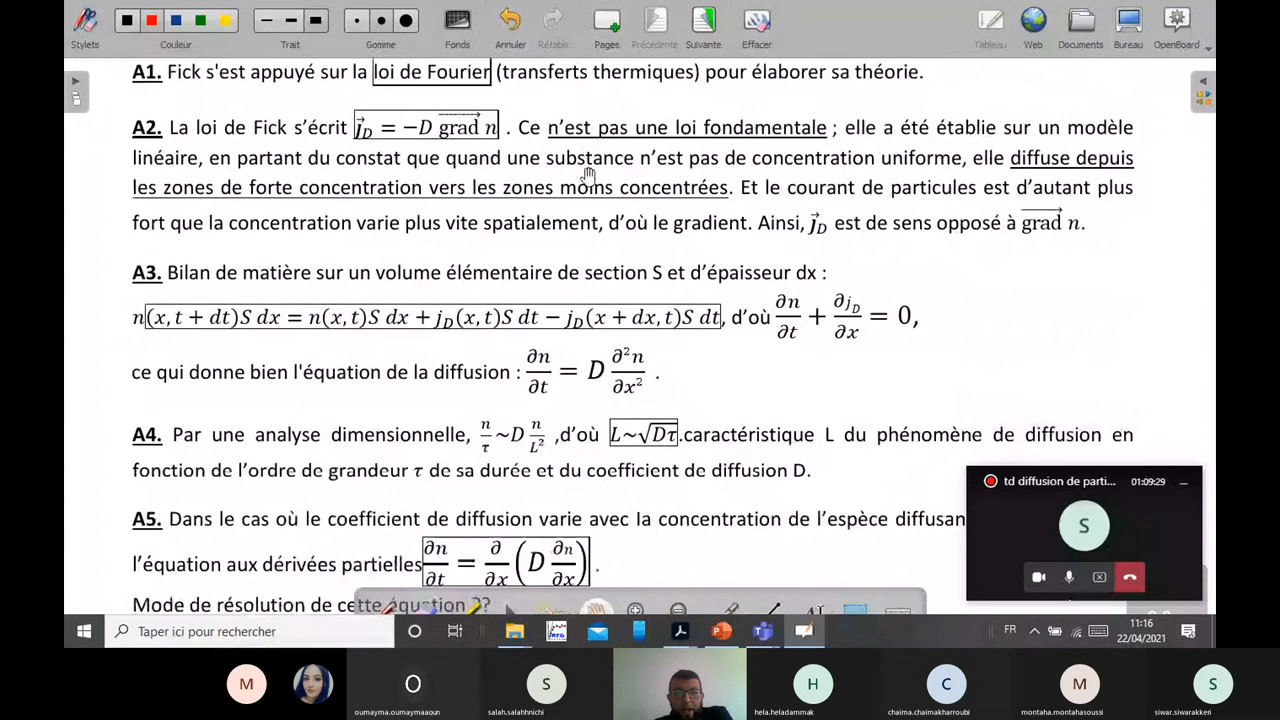 Stylets Couleur Trait Gomme Fonds Annuler Rétablir Pages Précédente Suivante Effacer Tableau Web Documents Bureau OpenBoard
A1. Fick s'est appuyé sur la loi de Fourier (transferts thermiques) pour élaborer sa théorie.
A2. La loi de Fick s'écrit j⃗_D = −D grad⃗ n . Ce n'est pas une loi fondamentale ; elle a été établie sur un modèle
linéaire, en partant du constat que quand une substance n'est pas de concentration uniforme, elle diffuse depuis
les zones de forte concentration vers les zones moins concentrées. Et le courant de particules est d'autant plus
fort que la concentration varie plus vite spatialement, d'où le gradient. Ainsi, j⃗_D est de sens opposé à grad⃗ n.
A3. Bilan de matière sur un volume élémentaire de section S et d'épaisseur dx :
n(x, t + dt)S dx = n(x, t)S dx + j_D(x, t)S dt − j_D(x + dx, t)S dt, d'où ∂n/∂t + ∂j_D/∂x = 0,
ce qui donne bien l'équation de la diffusion : ∂n/∂t = D ∂²n/∂x² .
A4. Par une analyse dimensionnelle, n/τ ~D n/L² ,d'où L~√Dτ.caractéristique L du phénomène de diffusion en
fonction de l'ordre de grandeur τ de sa durée et du coefficient de diffusion D.
td diffusion de parti... 01:09:29
S
A5. Dans le cas où le coefficient de diffusion varie avec la concentration de l'espèce diffusan
l'équation aux dérivées partielles ∂n/∂t = ∂/∂x (D ∂n/∂x) .
Mode de résolution de cette équation ??
Taper ici pour rechercher
FR 11:16
22/04/2021
M O S H C M S
oumayma.oumaymaaoun salah.salahhnichi hela.heladammak chaima.chaimakharroubi montaha.montahasoussi siwar.siwarakkeri